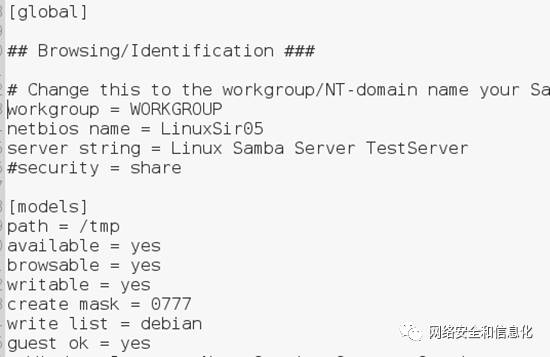 [global]
## Browsing/Identification ###
# Change this to the workgroup/NT-domain name your Sa
workgroup = WORKGROUP
netbios name = LinuxSir05
server string = Linux Samba Server TestServer
#security = share
[models]
path = /tmp
available = yes
browsable = yes
writable = yes
create mask = 0777
write list = debian
guest ok = yes
网络安全和信息化